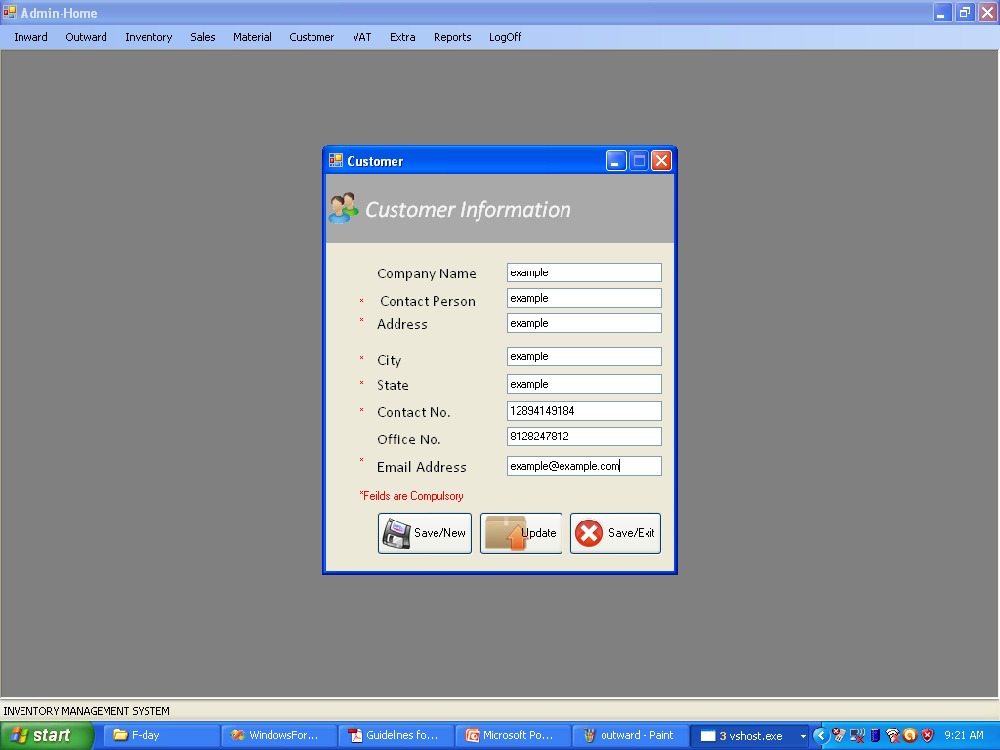 Admin-Home
Inward Outward Inventory Sales Material Customer VAT Extra Reports LogOff
Customer
Customer Information
Company Name example
* Contact Person example
* Address example
* City example
* State example
* Contact No. 12894149184
Office No. 8128247812
* Email Address example@example.com
*Feilds are Compulsory
Save/New Update Save/Exit
INVENTORY MANAGEMENT SYSTEM
start F-day WindowsFor... Guidelines fo... Microsoft Po... outward - Paint 3 vshost.exe 9:21 AM